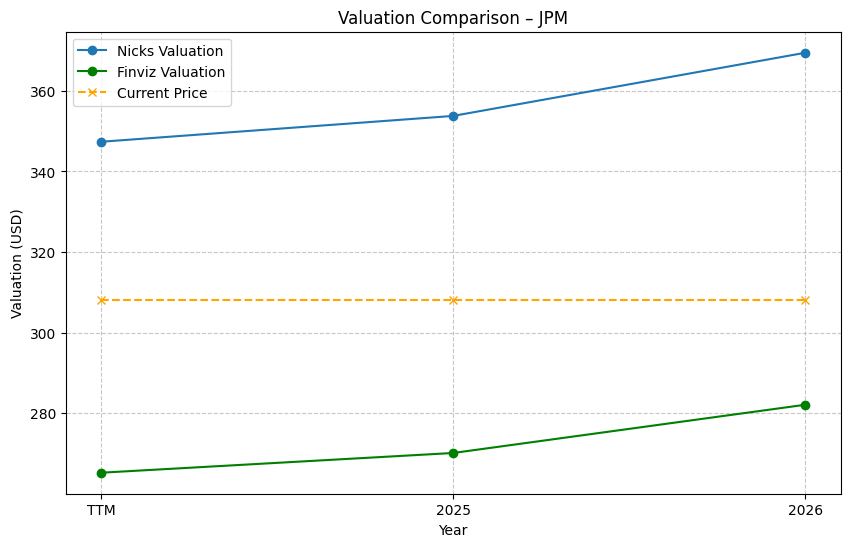 Valuation Comparison – JPM
Nicks Valuation
Finviz Valuation
Current Price
Valuation (USD)
360
340
320
300
280
TTM
2025
2026
Year